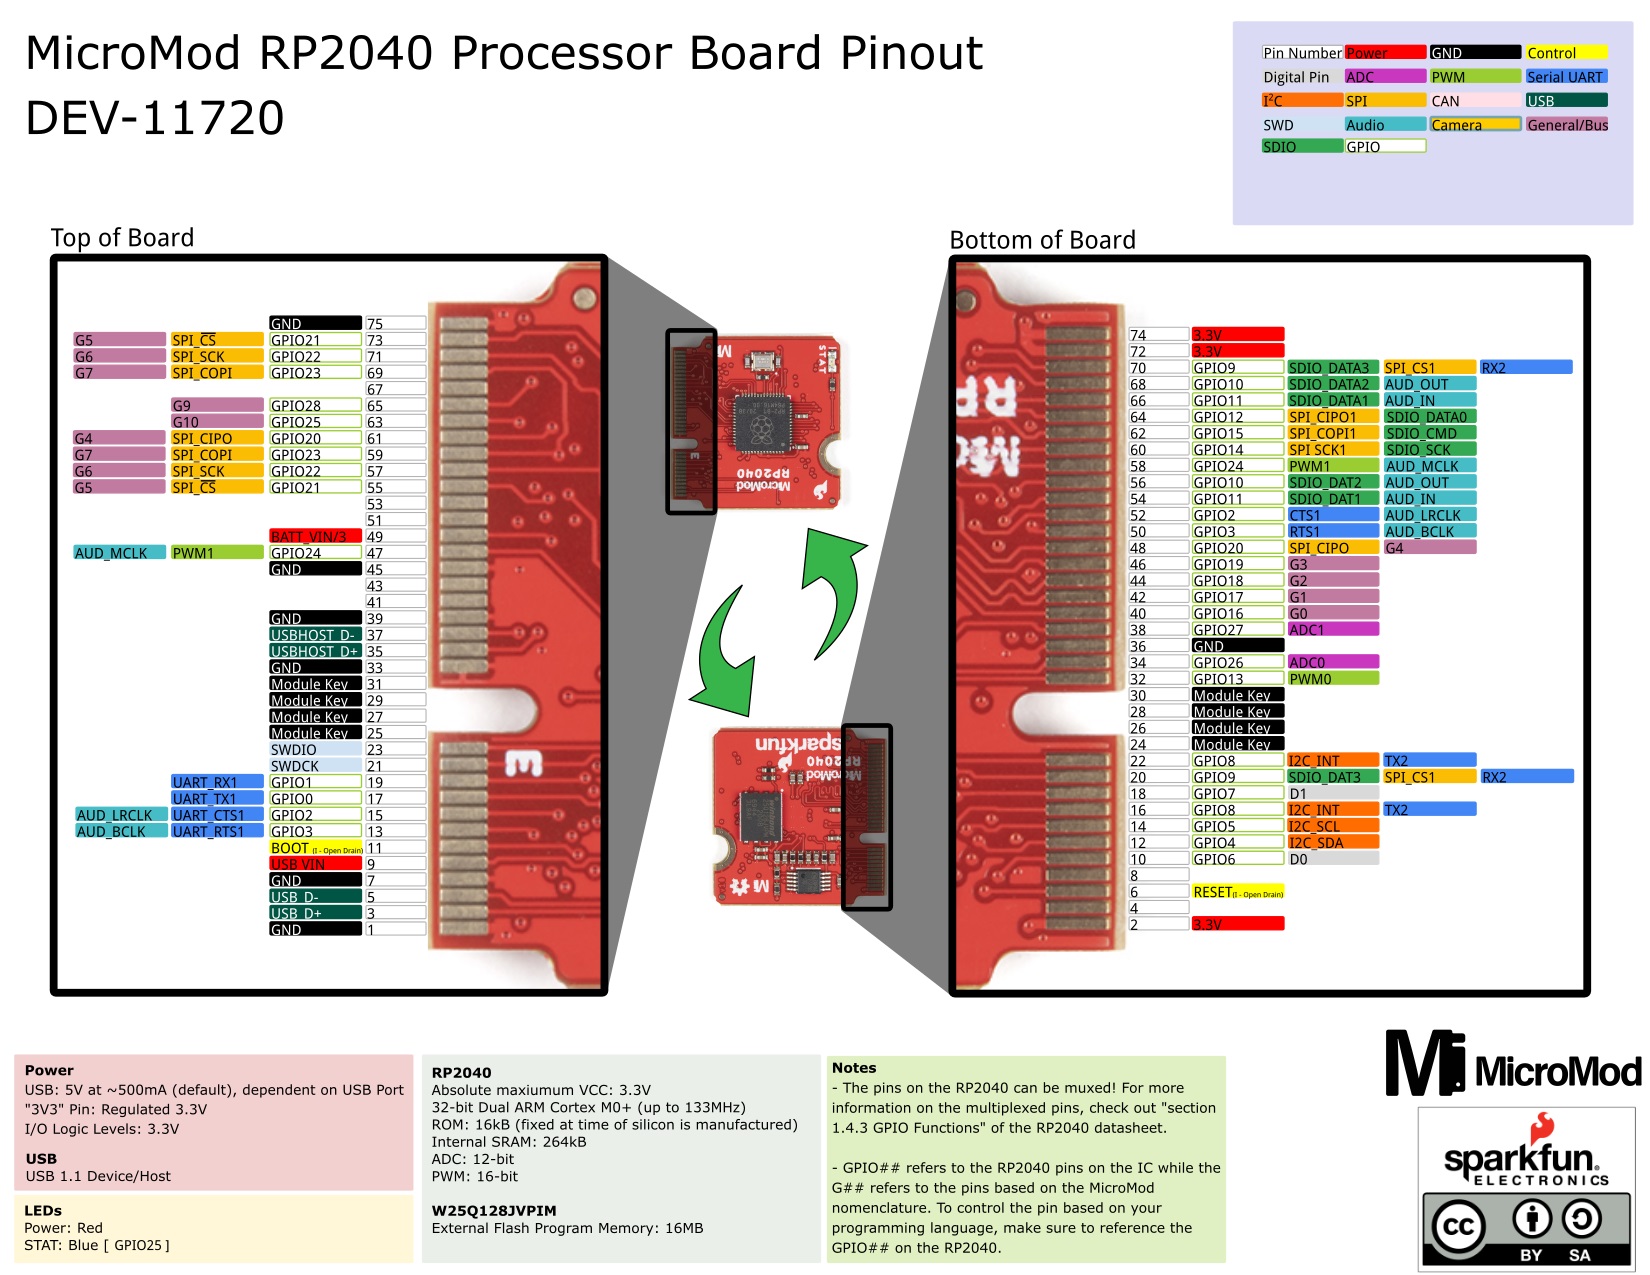 MicroMod RP2040 Processor Board Pinout
DEV-11720
Pin Number Power GND Control
Digital Pin ADC PWM Serial UART
I²C SPI CAN USB
SWD Audio Camera General/Bus
SDIO GPIO
Top of Board
GND 75
G5 SPI_C̅S̅ GPIO21 73
G6 SPI_SCK GPIO22 71
G7 SPI_COPI GPIO23 69
67
G9 GPIO28 65
G10 GPIO25 63
G4 SPI_CIPO GPIO20 61
G7 SPI_COPI GPIO23 59
G6 SPI_SCK GPIO22 57
G5 SPI_C̅S̅ GPIO21 55
53
51
BATT_VIN/3 49
AUD_MCLK PWM1 GPIO24 47
GND 45
43
41
GND 39
USBHOST_D- 37
USBHOST_D+ 35
GND 33
Module Key 31
Module Key 29
Module Key 27
Module Key 25
SWDIO 23
SWDCK 21
UART_RX1 GPIO1 19
UART_TX1 GPIO0 17
AUD_LRCLK UART_CTS1 GPIO2 15
AUD_BCLK UART_RTS1 GPIO3 13
BOOT (I - Open Drain) 11
USB_VIN 9
GND 7
USB_D- 5
USB_D+ 3
GND 1
E
STAT
MicroMod
RP2040
sparkfun
RP2040
MicroMod
Bottom of Board
74 3.3V
72 3.3V
70 GPIO9 SDIO_DATA3 SPI_CS1 RX2
68 GPIO10 SDIO_DATA2 AUD_OUT
66 GPIO11 SDIO_DATA1 AUD_IN
64 GPIO12 SPI_CIPO1 SDIO_DATA0
62 GPIO15 SPI_COPI1 SDIO_CMD
60 GPIO14 SPI SCK1 SDIO_SCK
58 GPIO24 PWM1 AUD_MCLK
56 GPIO10 SDIO_DAT2 AUD_OUT
54 GPIO11 SDIO_DAT1 AUD_IN
52 GPIO2 CTS1 AUD_LRCLK
50 GPIO3 RTS1 AUD_BCLK
48 GPIO20 SPI_CIPO G4
46 GPIO19 G3
44 GPIO18 G2
42 GPIO17 G1
40 GPIO16 G0
38 GPIO27 ADC1
36 GND
34 GPIO26 ADC0
32 GPIO13 PWM0
30 Module Key
28 Module Key
26 Module Key
24 Module Key
22 GPIO8 I2C_INT TX2
20 GPIO9 SDIO_DAT3 SPI_CS1 RX2
18 GPIO7 D1
16 GPIO8 I2C_INT TX2
14 GPIO5 I2C_SCL
12 GPIO4 I2C_SDA
10 GPIO6 D0
8
6 RESET(I - Open Drain)
4
2 3.3V
Power
USB: 5V at ~500mA (default), dependent on USB Port
"3V3" Pin: Regulated 3.3V
I/O Logic Levels: 3.3V
USB
USB 1.1 Device/Host
LEDs
Power: Red
STAT: Blue [ GPIO25 ]
RP2040
Absolute maxiumum VCC: 3.3V
32-bit Dual ARM Cortex M0+ (up to 133MHz)
ROM: 16kB (fixed at time of silicon is manufactured)
Internal SRAM: 264kB
ADC: 12-bit
PWM: 16-bit
W25Q128JVPIM
External Flash Program Memory: 16MB
Notes
- The pins on the RP2040 can be muxed! For more
information on the multiplexed pins, check out "section
1.4.3 GPIO Functions" of the RP2040 datasheet.
- GPIO## refers to the RP2040 pins on the IC while the
G## refers to the pins based on the MicroMod
nomenclature. To control the pin based on your
programming language, make sure to reference the
GPIO## on the RP2040.
MicroMod
sparkfun.
ELECTRONICS
cc
BY SA